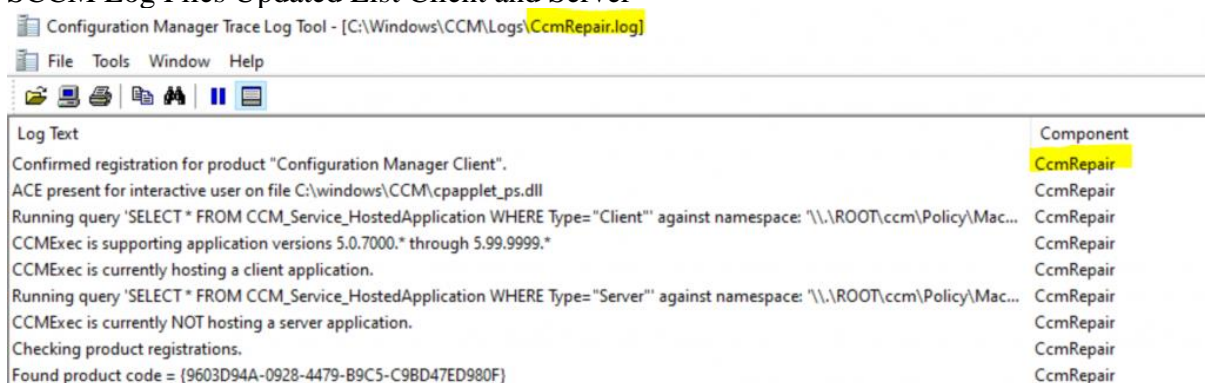 SCCM Log Files Updated List Client and Server
Configuration Manager Trace Log Tool - [C:\Windows\CCM\Logs\CcmRepair.log]
File Tools Window Help
Log Text Component
Confirmed registration for product "Configuration Manager Client". CcmRepair
ACE present for interactive user on file C:\windows\CCM\cpapplet_ps.dll CcmRepair
Running query 'SELECT * FROM CCM_Service_HostedApplication WHERE Type="Client"' against namespace: '\\.\ROOT\ccm\Policy\Mac... CcmRepair
CCMExec is supporting application versions 5.0.7000.* through 5.99.9999.* CcmRepair
CCMExec is currently hosting a client application. CcmRepair
Running query 'SELECT * FROM CCM_Service_HostedApplication WHERE Type="Server"' against namespace: '\\.\ROOT\ccm\Policy\Mac... CcmRepair
CCMExec is currently NOT hosting a server application. CcmRepair
Checking product registrations. CcmRepair
Found product code = {9603D94A-0928-4479-B9C5-C9BD47ED980F} CcmRepair